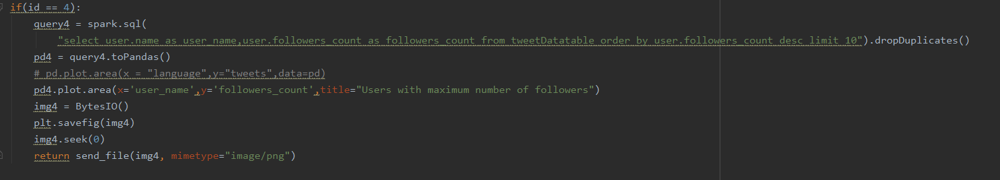 if(id == 4):
query4 = spark.sql(
"select user.name as user_name,user.followers_count as followers_count from tweetDatatable order by user.followers_count desc limit 10").dropDuplicates()
pd4 = query4.toPandas()
# pd.plot.area(x = "language",y="tweets",data=pd)
pd4.plot.area(x='user_name',y='followers_count',title="Users with maximum number of followers")
img4 = BytesIO()
plt.savefig(img4)
img4.seek(0)
return send_file(img4, mimetype="image/png")